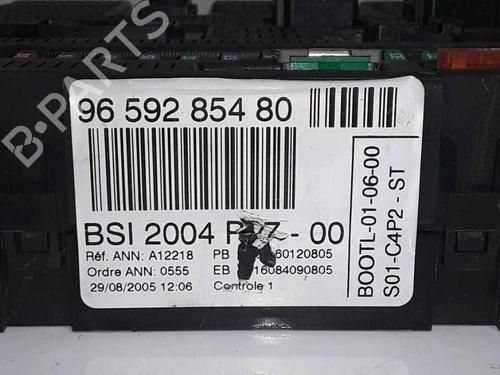 96 592 854 80
BSI 2004 - 00
Réf. ANN: A12218 PB 60120805
Ordre ANN: 0555 EB 16084090805
29/08/2005 12:06 Controle 1
BOOTL-01-06-00
S01-C4P2 - ST
B-PARTS